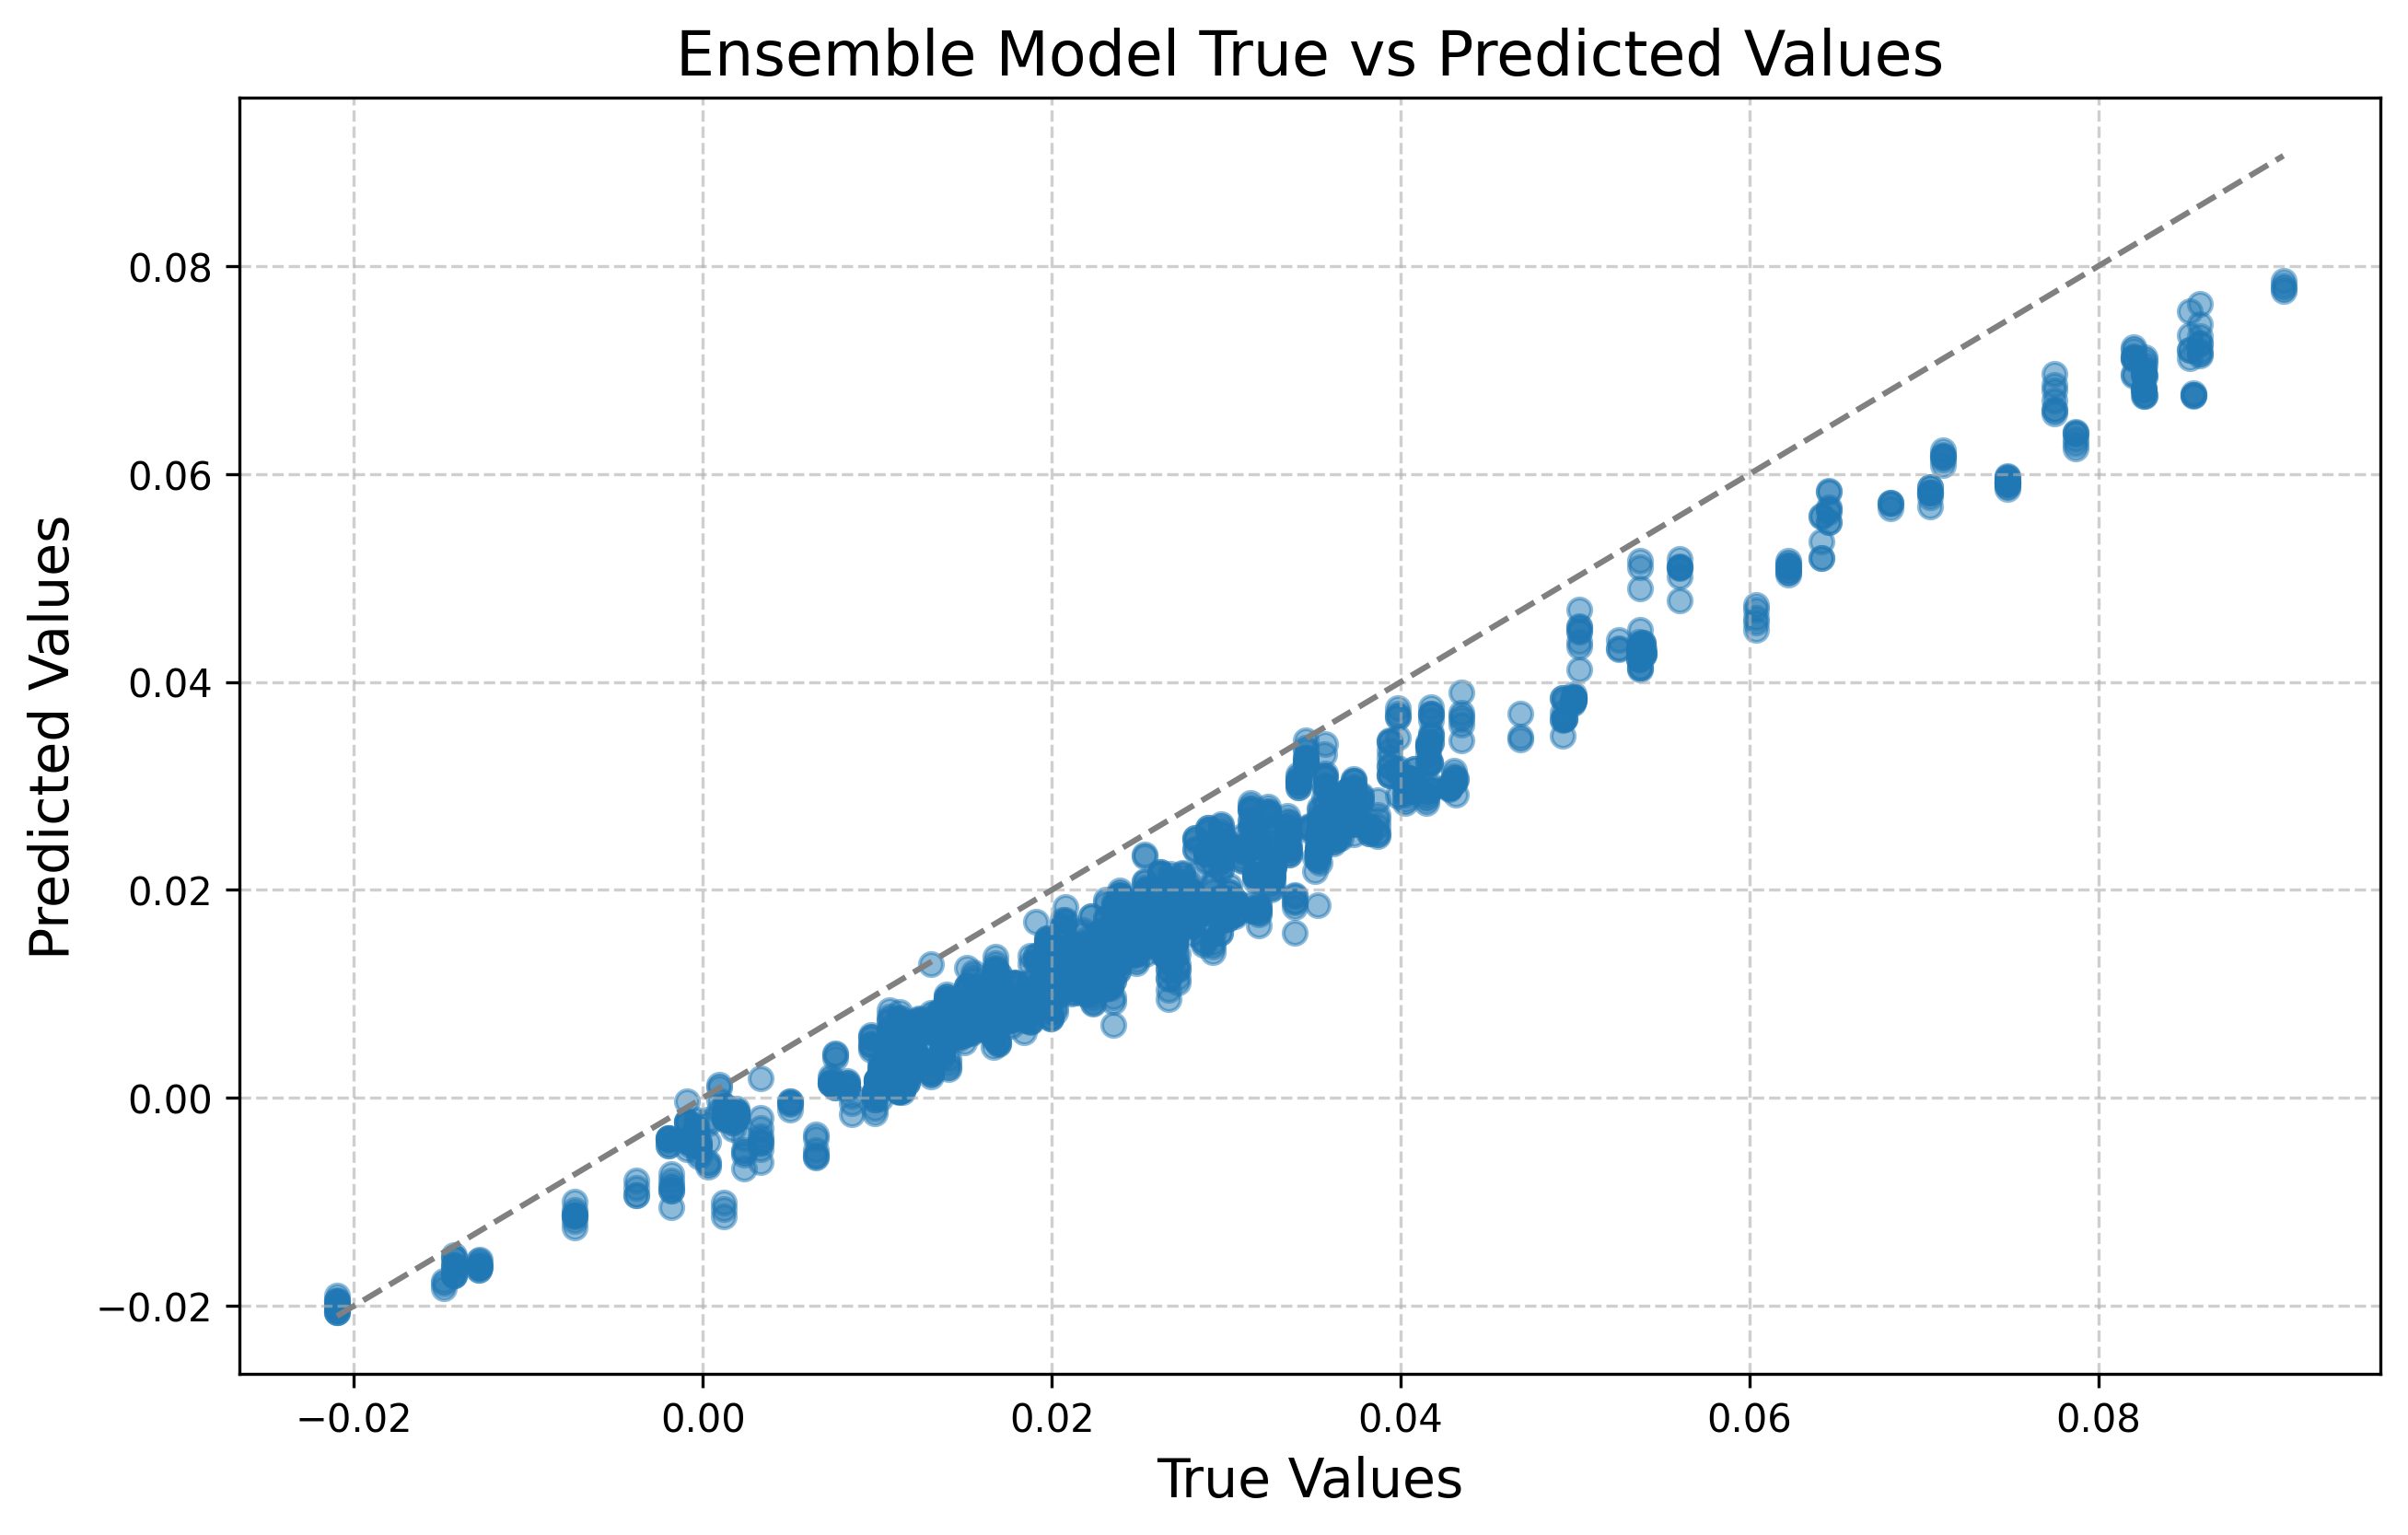 Ensemble Model True vs Predicted Values
Predicted Values
0.08
0.06
0.04
0.02
0.00
−0.02
−0.02 0.00 0.02 0.04 0.06 0.08
True Values